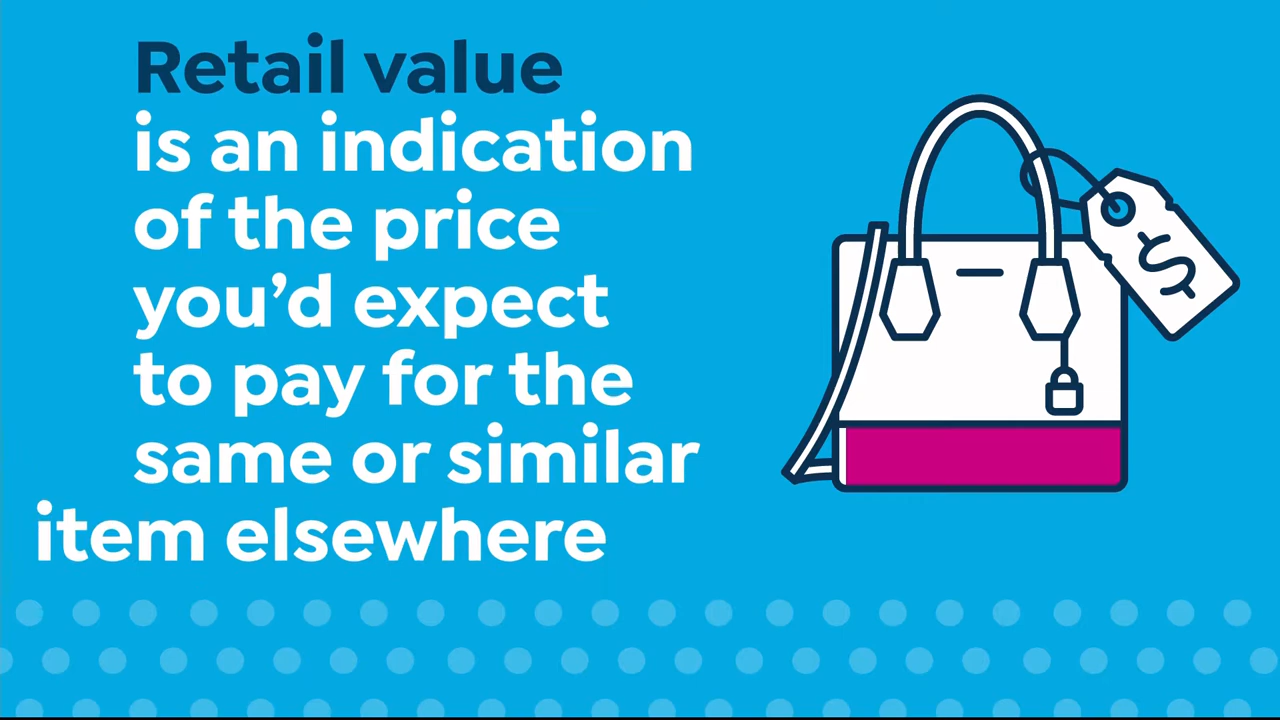 Retail value
is an indication
of the price
you’d expect
to pay for the
same or similar
item elsewhere
$